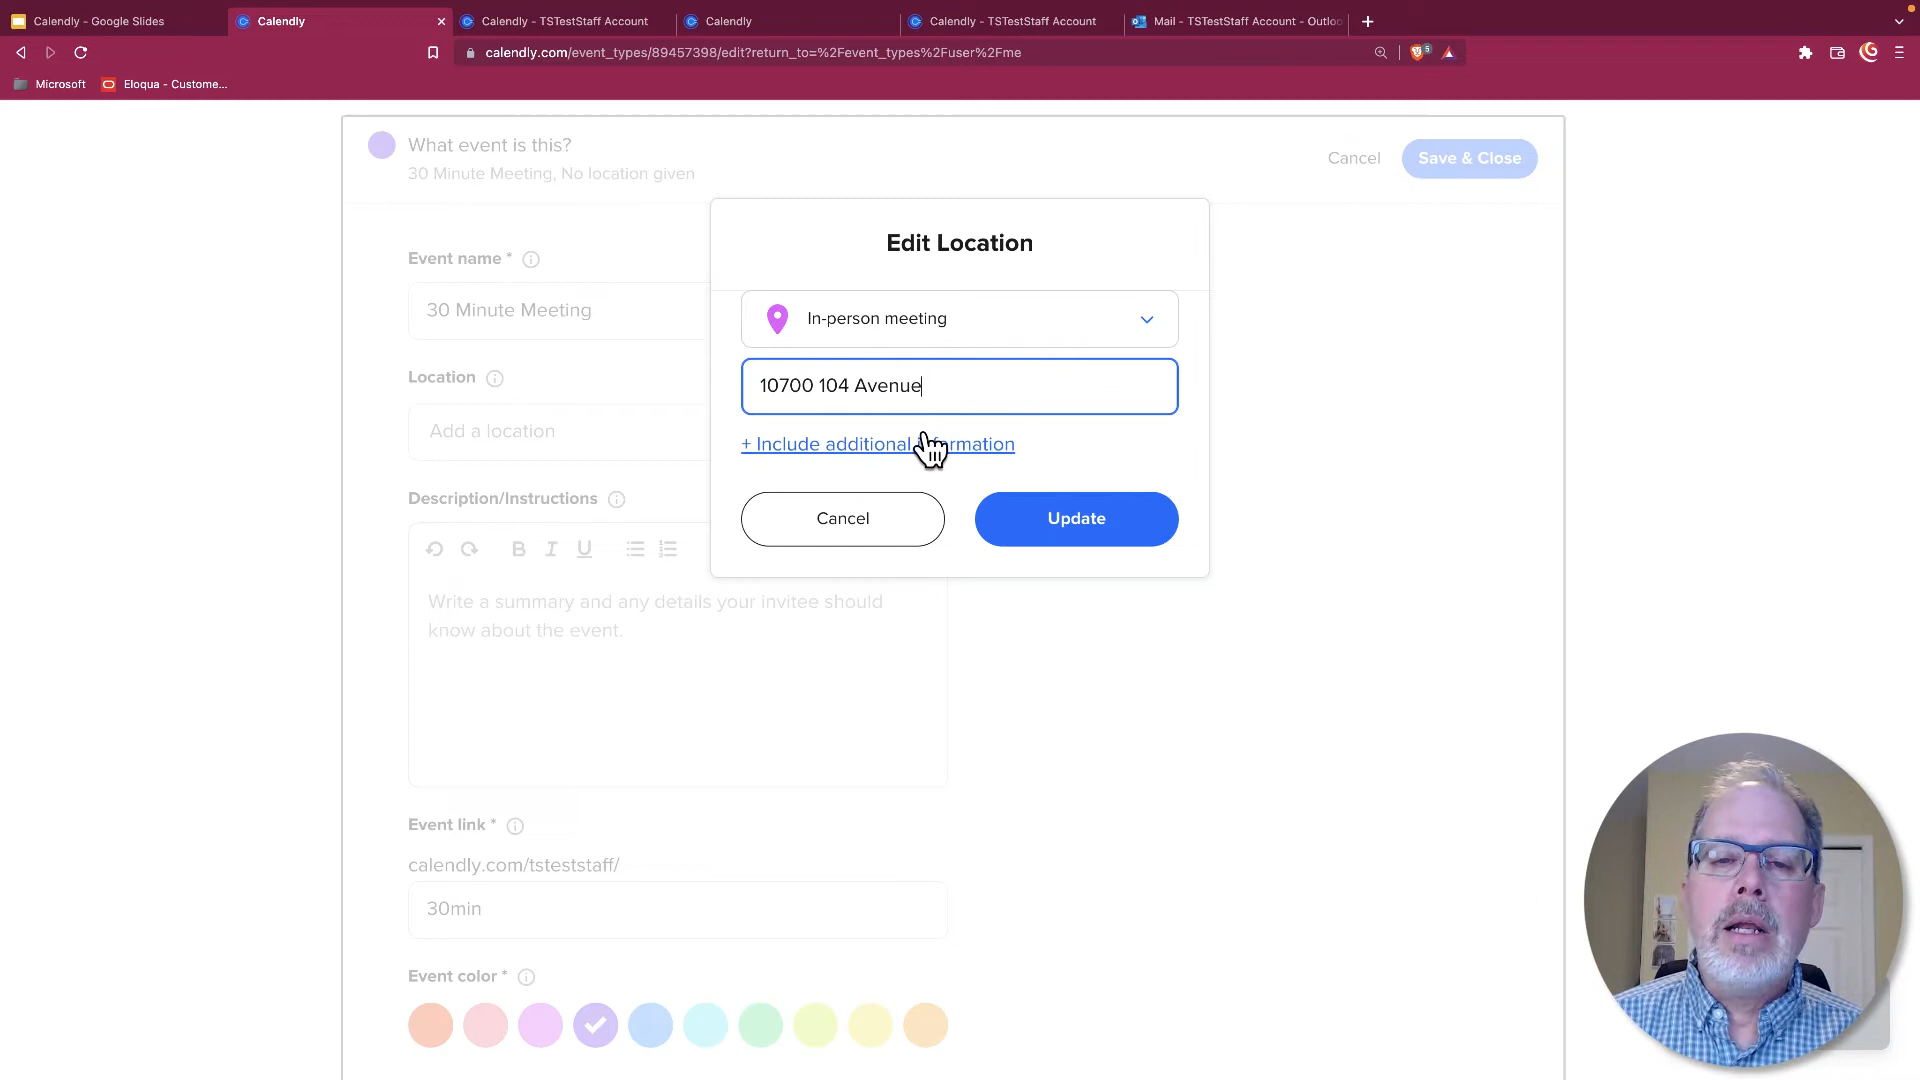 Calendly - Google Slides
Calendly
Calendly - TSTestStaff Account
Calendly
Calendly - TSTestStaff Account
Mail - TSTestStaff Account - Outlo
calendly.com/event_types/89457398/edit?return_to=%2Fevent_types%2Fuser%2Fme
5
Microsoft
Eloqua - Custome...
What event is this?
30 Minute Meeting, No location given
Cancel
Save & Close
Edit Location
Event name *
30 Minute Meeting
In-person meeting
Location
10700 104 Avenue
Add a location
+ Include additional information
Description/Instructions
Cancel
Update
B I U
Write a summary and any details your invitee should
know about the event.
Event link *
calendly.com/tsteststaff/
30min
Event color *